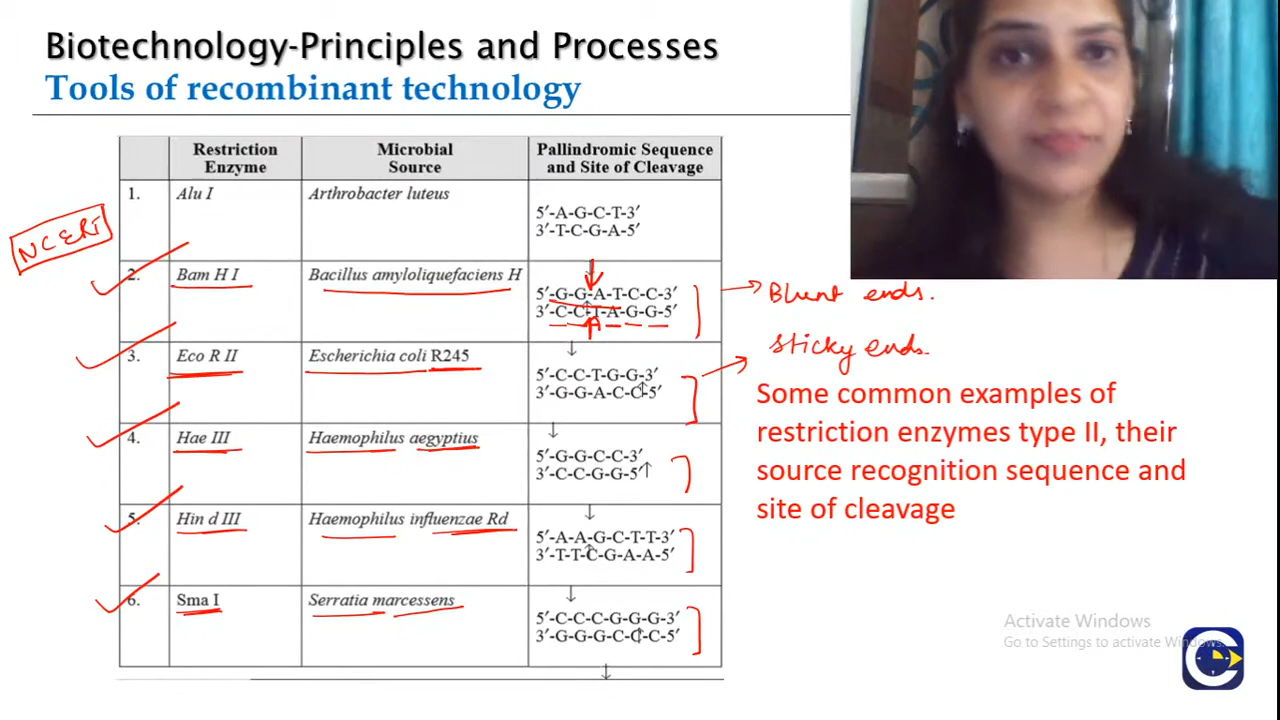 Biotechnology-Principles and Processes
Tools of recombinant technology
Restriction Enzyme
Microbial Source
Pallindromic Sequence and Site of Cleavage
1. Alu I Arthrobacter luteus
5′-A-G-C-T-3′
3′-T-C-G-A-5′
NCERT
2. Bam H I Bacillus amyloliquefaciens H
5′-G-G-A-T-C-C-3′
3′-C-C-T-A-G-G-5′
Blunt ends.
Sticky ends.
3. Eco R II Escherichia coli R245
5′-C-C-T-G-G-3′
3′-G-G-A-C-C-5′
4. Hae III Haemophilus aegyptius
5′-G-G-C-C-3′
3′-C-C-G-G-5′
5. Hin d III Haemophilus influenzae Rd
5′-A-A-G-C-T-T-3′
3′-T-T-C-G-A-A-5′
6. Sma I Serratia marcessens
5′-C-C-C-G-G-G-3′
3′-G-G-G-C-C-C-5′
Some common examples of
restriction enzymes type II, their
source recognition sequence and
site of cleavage
Activate Windows
Go to Settings to activate Windows.